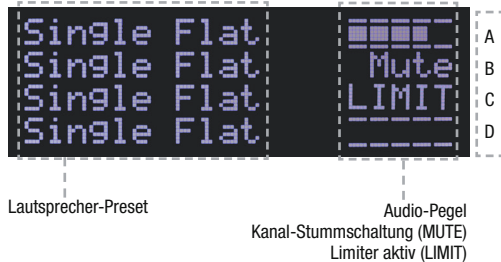 Single Flat A
Single Flat Mute B
Single Flat LIMIT C
Single Flat D
Lautsprecher-Preset
Audio-Pegel
Kanal-Stummschaltung (MUTE)
Limiter aktiv (LIMIT)